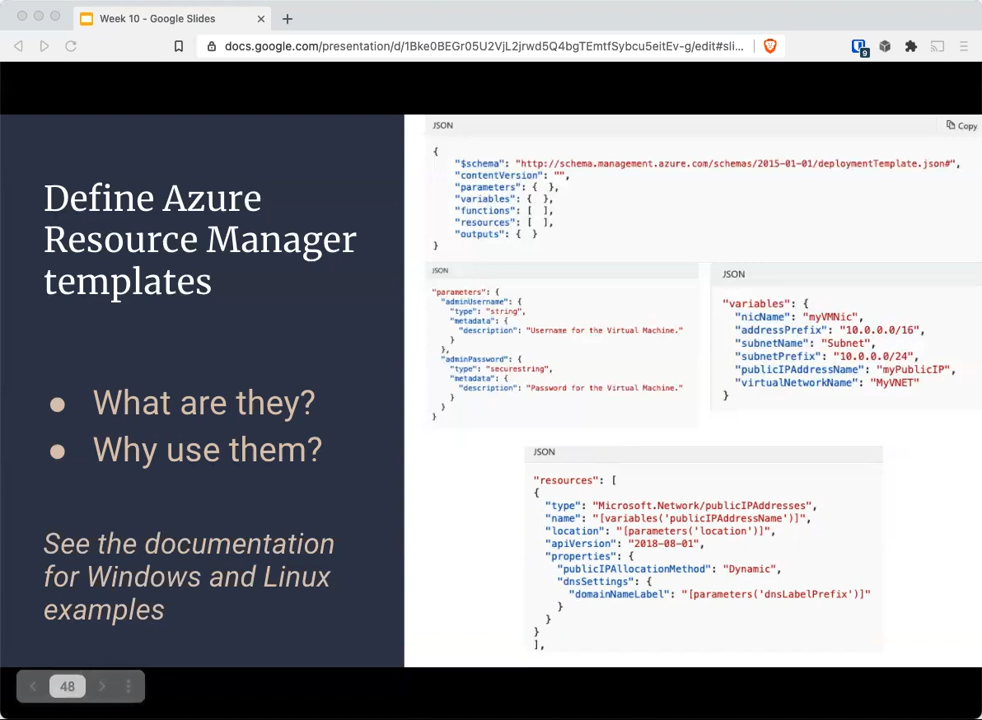 Week 10 - Google Slides
docs.google.com/presentation/d/1Bke0BEGr05U2VjL2jrwd5Q4bgTEmtfSybcu5eitEv-g/edit#sli...
9
Define Azure
Resource Manager
templates
● What are they?
● Why use them?
See the documentation
for Windows and Linux
examples
JSON
Copy
{
"$schema": "http://schema.management.azure.com/schemas/2015-01-01/deploymentTemplate.json#",
"contentVersion": "",
"parameters": { },
"variables": { },
"functions": [ ],
"resources": [ ],
"outputs": { }
}
JSON
"parameters": {
"adminUsername": {
"type": "string",
"metadata": {
"description": "Username for the Virtual Machine."
}
},
"adminPassword": {
"type": "securestring",
"metadata": {
"description": "Password for the Virtual Machine."
}
}
}
JSON
"variables": {
"nicName": "myVMNic",
"addressPrefix": "10.0.0.0/16",
"subnetName": "Subnet",
"subnetPrefix": "10.0.0.0/24",
"publicIPAddressName": "myPublicIP",
"virtualNetworkName": "MyVNET"
}
JSON
"resources": [
{
"type": "Microsoft.Network/publicIPAddresses",
"name": "[variables('publicIPAddressName')]",
"location": "[parameters('location')]",
"apiVersion": "2018-08-01",
"properties": {
"publicIPAllocationMethod": "Dynamic",
"dnsSettings": {
"domainNameLabel": "[parameters('dnsLabelPrefix')]"
}
}
}
],
48